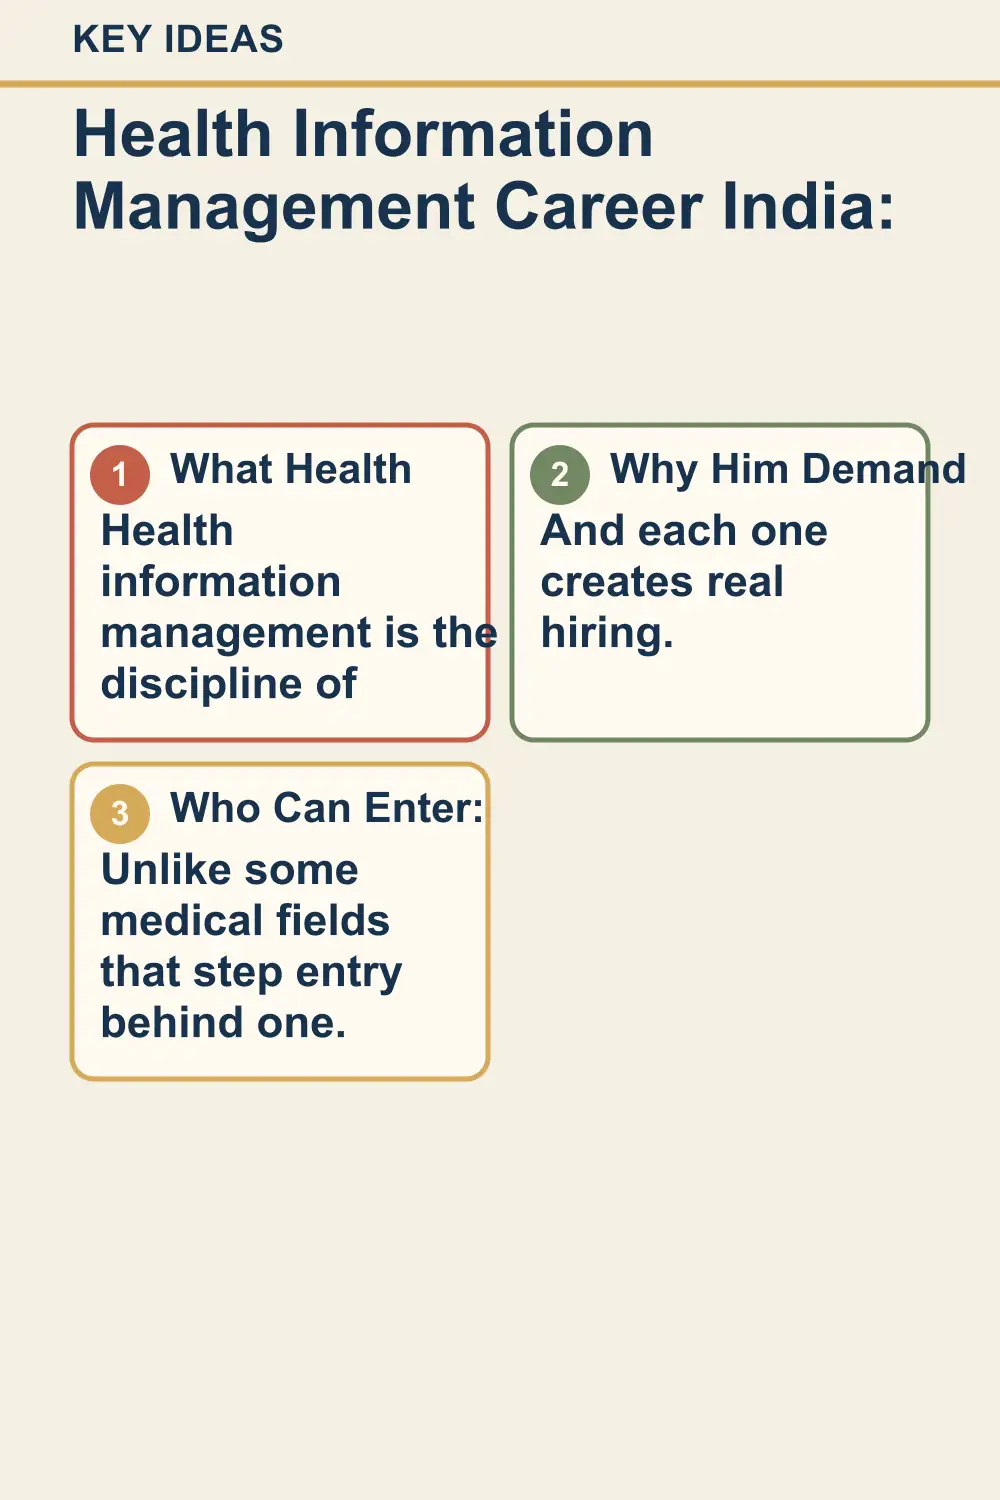 KEY IDEAS
Health Information
Management Career India:
1 What Health
Health
information
management is the
discipline of
2 Why Him Demand
And each one
creates real
hiring.
3 Who Can Enter:
Unlike some
medical fields
that step entry
behind one.